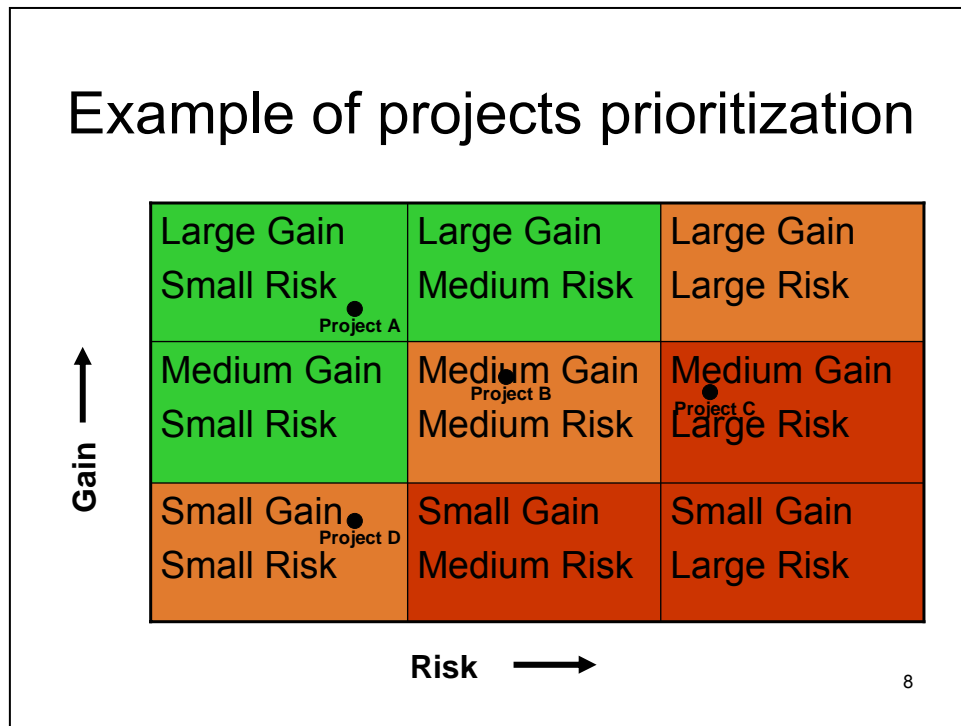 Example of projects prioritization
Large Gain
Small Risk
Project A
Large Gain
Medium Risk
Large Gain
Large Risk
Medium Gain
Small Risk
Medium Gain
Project B
Medium Risk
Medium Gain
Project C
Large Risk
Small Gain
Project D
Small Risk
Small Gain
Medium Risk
Small Gain
Large Risk
Gain
Risk
8